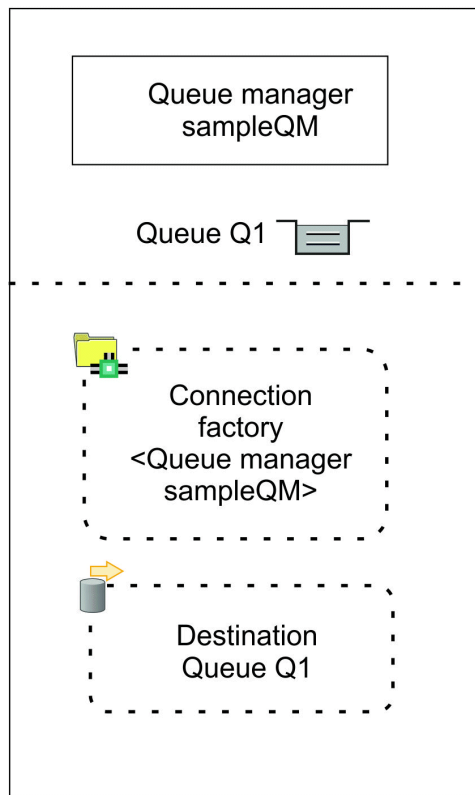 Queue manager
sampleQM
Queue Q1
Connection
factory
<Queue manager
sampleQM>
Destination
Queue Q1